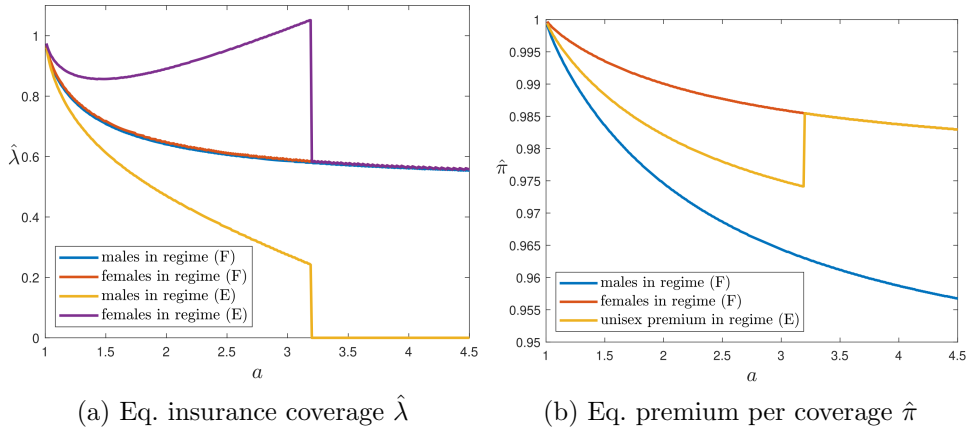 1
0.8
0.6
0.4
0.2
0
λ̂
males in regime (F)
females in regime (F)
males in regime (E)
females in regime (E)
1 1.5 2 2.5 3 3.5 4 4.5
a
(a) Eq. insurance coverage λ̂
1
0.995
0.99
0.985
0.98
0.975
0.97
0.965
0.96
0.955
0.95
π̂
males in regime (F)
females in regime (F)
unisex premium in regime (E)
1 1.5 2 2.5 3 3.5 4 4.5
a
(b) Eq. premium per coverage π̂